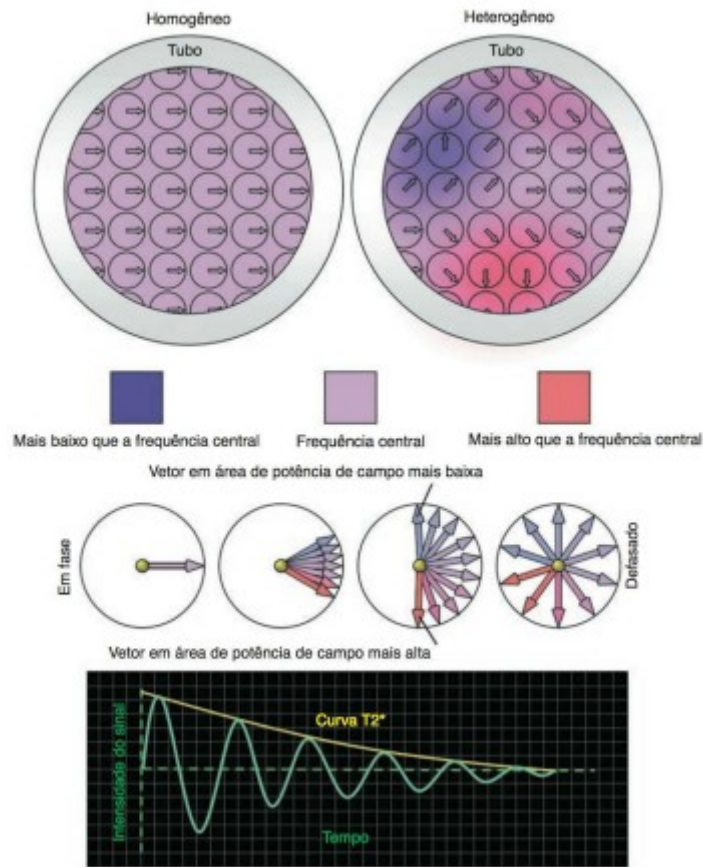 Homogêneo
Heterogêneo
Tubo
Tubo
Mais baixo que a frequência central
Frequência central
Mais alto que a frequência central
Vetor em área de potência de campo mais baixa
Em fase
Defasado
Vetor em área de potência de campo mais alta
Intensidade do sinal
Curva T2*
Tempo